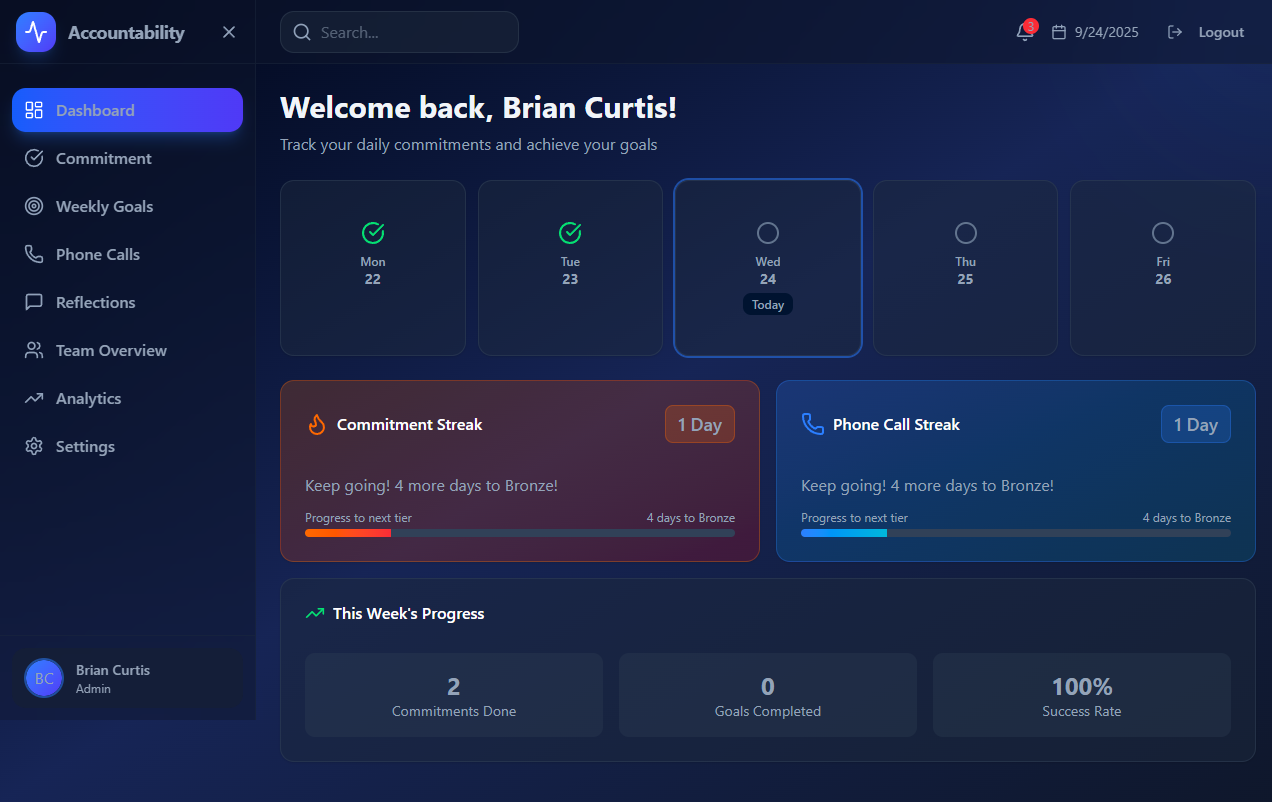 Accountability
Search...
3
9/24/2025
Logout
Dashboard
Commitment
Weekly Goals
Phone Calls
Reflections
Team Overview
Analytics
Settings
BC
Brian Curtis
Admin
Welcome back, Brian Curtis!
Track your daily commitments and achieve your goals
Mon
22
Tue
23
Wed
24
Today
Thu
25
Fri
26
Commitment Streak
1 Day
Keep going! 4 more days to Bronze!
Progress to next tier
4 days to Bronze
Phone Call Streak
1 Day
Keep going! 4 more days to Bronze!
Progress to next tier
4 days to Bronze
This Week's Progress
2
Commitments Done
0
Goals Completed
100%
Success Rate